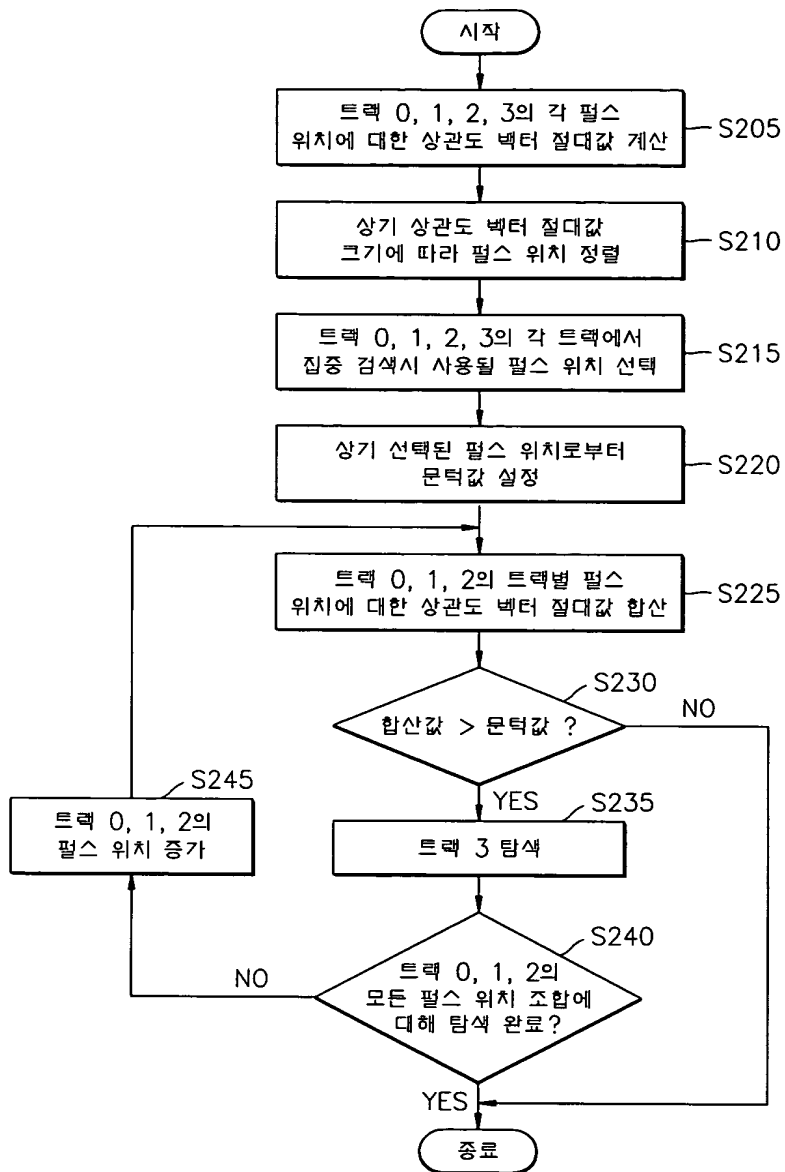 시작
트랙 0, 1, 2, 3의 각 펄스
위치에 대한 상관도 벡터 절대값 계산
S205
상기 상관도 벡터 절대값
크기에 따라 펄스 위치 정렬
S210
트랙 0, 1, 2, 3의 각 트랙에서
집중 검색시 사용될 펄스 위치 선택
S215
상기 선택된 펄스 위치로부터
문턱값 설정
S220
트랙 0, 1, 2의 트랙별 펄스
위치에 대한 상관도 벡터 절대값 합산
S225
S230
합산값 > 문턱값 ?
NO
YES
S235
트랙 3 탐색
S245
트랙 0, 1, 2의
펄스 위치 증가
S240
트랙 0, 1, 2의
모든 펄스 위치 조합에
대해 탐색 완료?
NO
YES
종료